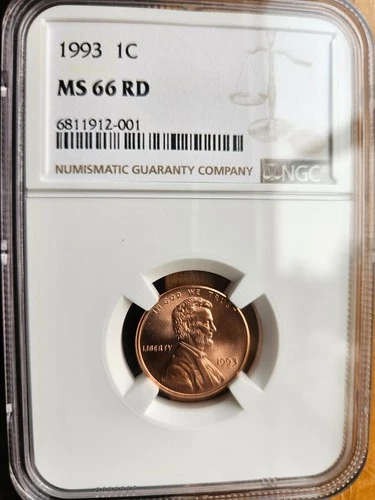 1993 1C
MS 66 RD
6811912-001
NUMISMATIC GUARANTY COMPANY NGC
IN GOD WE TRUST
LIBERTY
1993